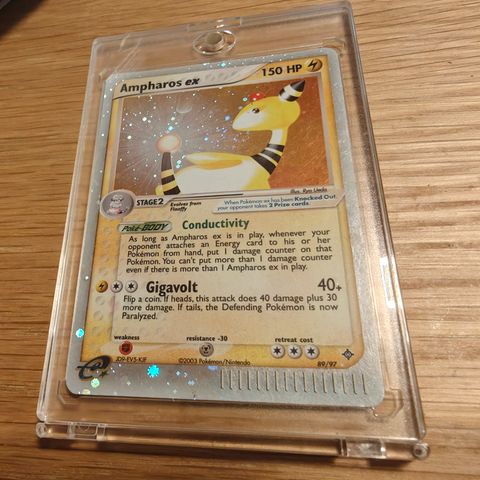 Ampharos ex 150 HP
illus. Ryo Ueda
STAGE2 Evolves from
Flaaffy
When Pokémon-ex has been Knocked Out,
your opponent takes 2 Prize cards.
Poké-BODY Conductivity
As long as Ampharos ex is in play, whenever your
opponent attaches an Energy card to his or her
Pokémon from hand, put 1 damage counter on that
Pokémon. You can't put more than 1 damage counter
even if there is more than 1 Ampharos ex in play.
Gigavolt 40+
Flip a coin. If heads, this attack does 40 damage plus 30
more damage. If tails, the Defending Pokémon is now
Paralyzed.
weakness resistance -30 retreat cost
JD9-EV5-KJF ©2003 Pokémon/Nintendo 89/97
e